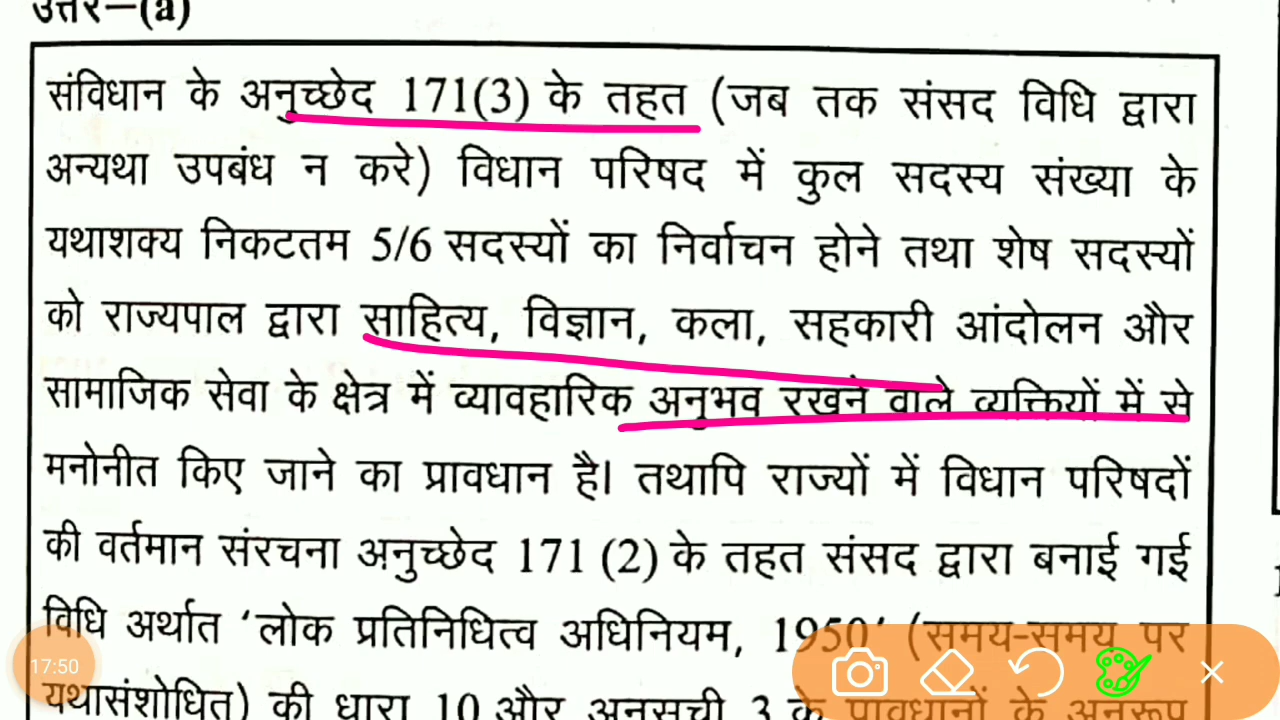 उत्तर–(a)
संविधान के अनुच्छेद 171(3) के तहत (जब तक संसद विधि द्वारा
अन्यथा उपबंध न करे) विधान परिषद में कुल सदस्य संख्या के
यथाशक्य निकटतम 5/6 सदस्यों का निर्वाचन होने तथा शेष सदस्यों
को राज्यपाल द्वारा साहित्य, विज्ञान, कला, सहकारी आंदोलन और
सामाजिक सेवा के क्षेत्र में व्यावहारिक अनुभव रखने वाले व्यक्तियों में से
मनोनीत किए जाने का प्रावधान है। तथापि राज्यों में विधान परिषदों
की वर्तमान संरचना अनुच्छेद 171 (2) के तहत संसद द्वारा बनाई गई
विधि अर्थात ‘लोक प्रतिनिधित्व अधिनियम, 1950’ (समय-समय पर
यथासंशोधित) की धारा 10 और अनुसूची 3 के प्रावधानों के अनुरूप
17:50